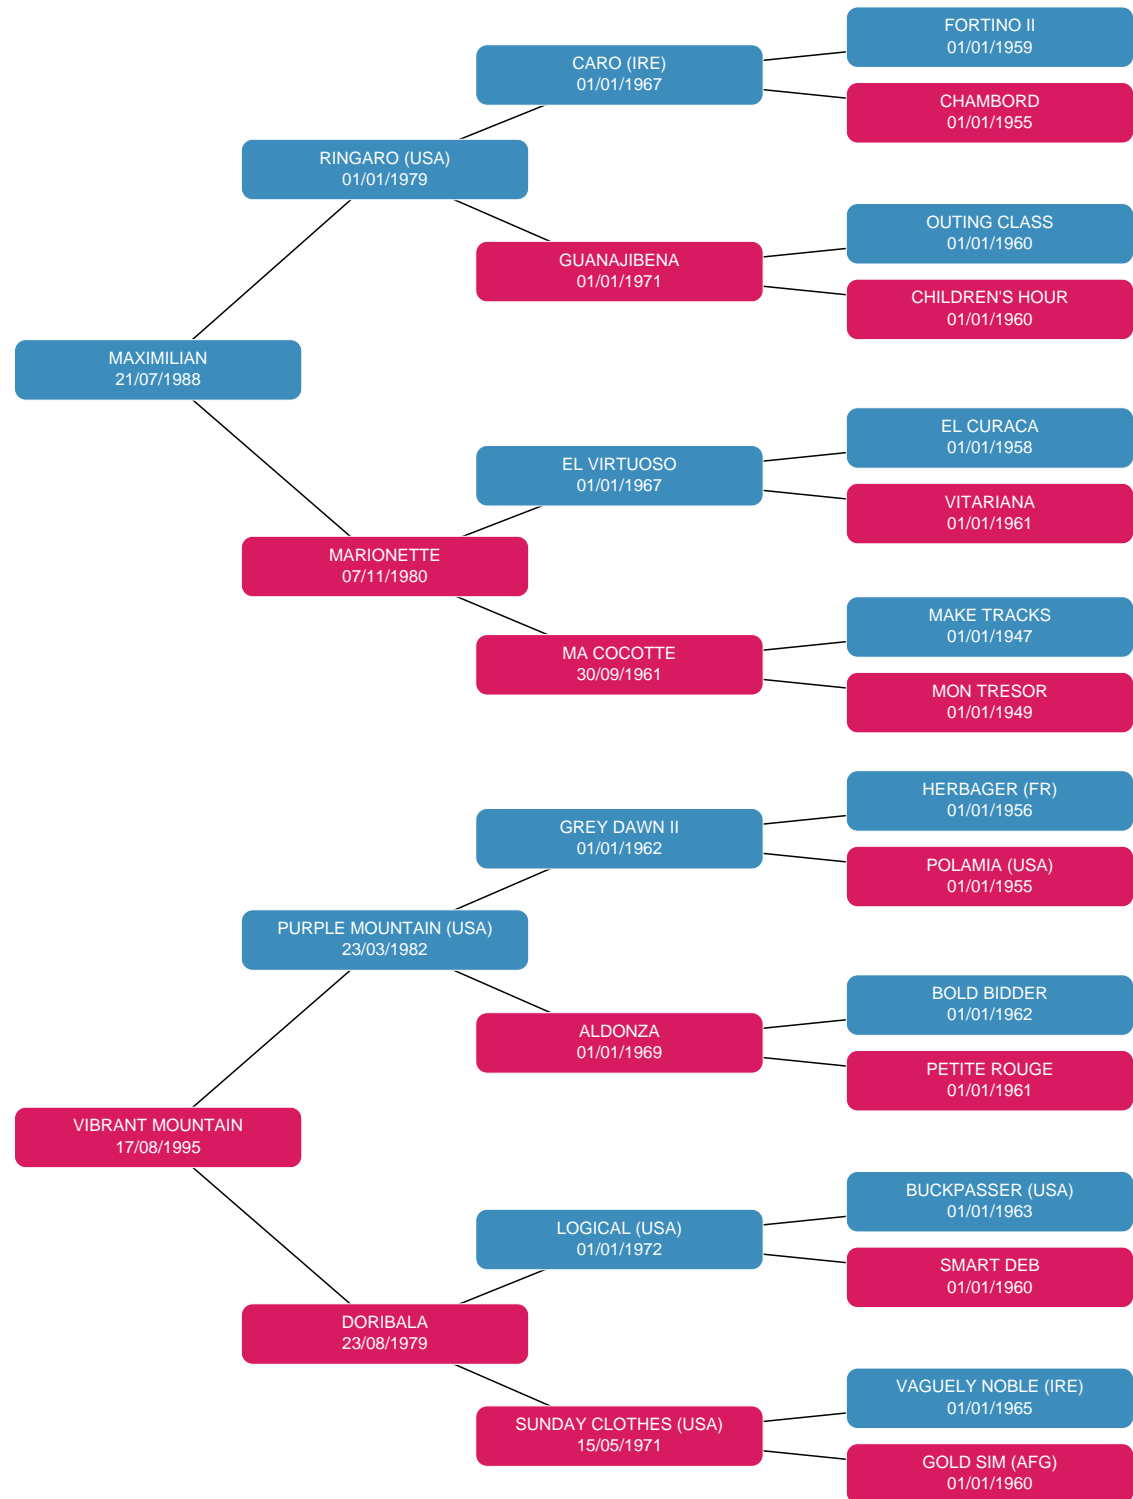 FORTINO II
01/01/1959
CARO (IRE)
01/01/1967
CHAMBORD
01/01/1955
RINGARO (USA)
01/01/1979
OUTING CLASS
01/01/1960
GUANAJIBENA
01/01/1971
CHILDREN'S HOUR
01/01/1960
MAXIMILIAN
21/07/1988
EL CURACA
01/01/1958
EL VIRTUOSO
01/01/1967
VITARIANA
01/01/1961
MARIONETTE
07/11/1980
MAKE TRACKS
01/01/1947
MA COCOTTE
30/09/1961
MON TRESOR
01/01/1949
HERBAGER (FR)
01/01/1956
GREY DAWN II
01/01/1962
POLAMIA (USA)
01/01/1955
PURPLE MOUNTAIN (USA)
23/03/1982
BOLD BIDDER
01/01/1962
ALDONZA
01/01/1969
PETITE ROUGE
01/01/1961
VIBRANT MOUNTAIN
17/08/1995
BUCKPASSER (USA)
01/01/1963
LOGICAL (USA)
01/01/1972
SMART DEB
01/01/1960
DORIBALA
23/08/1979
VAGUELY NOBLE (IRE)
01/01/1965
SUNDAY CLOTHES (USA)
15/05/1971
GOLD SIM (AFG)
01/01/1960